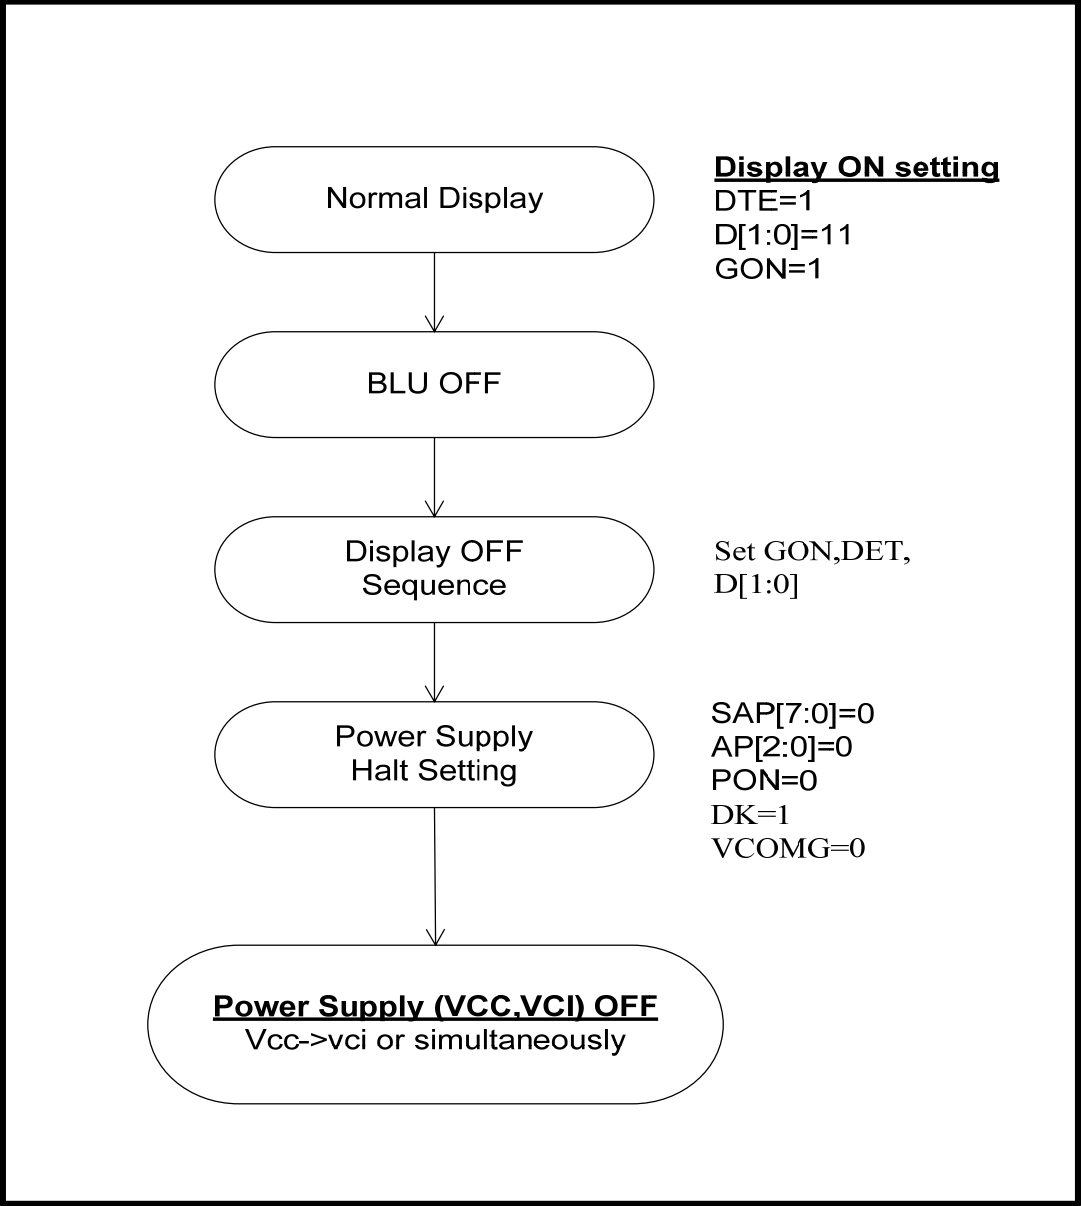 Normal Display
Display ON setting
DTE=1
D[1:0]=11
GON=1
BLU OFF
Display OFF
Sequence
Set GON,DET,
D[1:0]
Power Supply
Halt Setting
SAP[7:0]=0
AP[2:0]=0
PON=0
DK=1
VCOMG=0
Power Supply (VCC,VCI) OFF
Vcc->vci or simultaneously